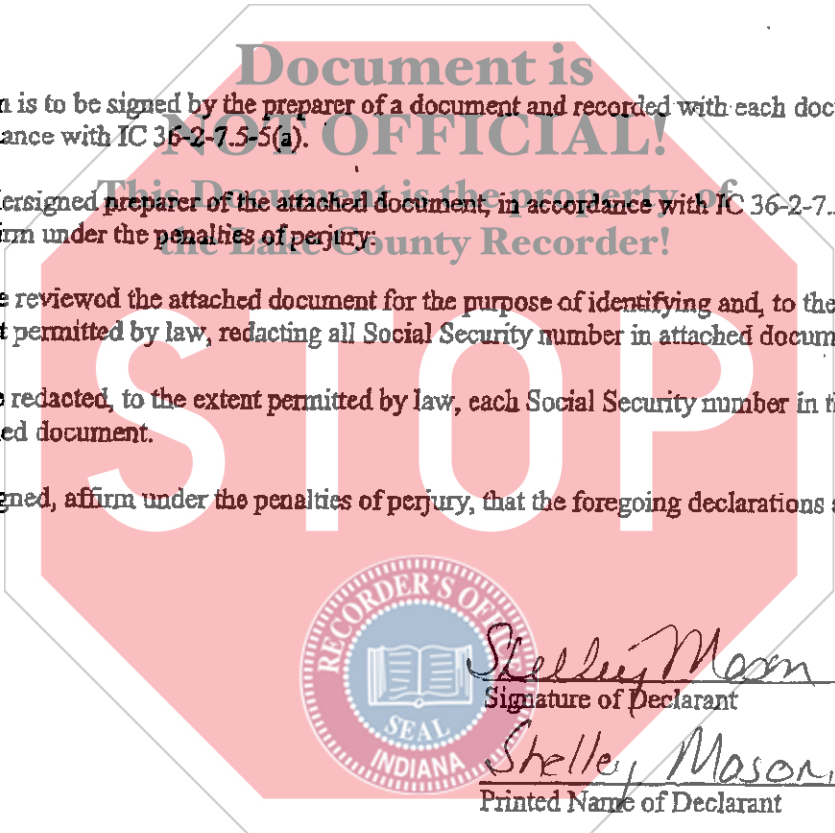 Document is
n is to be signed by the preparer of a document and recorded with each doc
ance with IC 36-2-7.5-5(a).
NOT OFFICIAL!
ersigned preparer of the attached document, in accordance with IC 36-2-7.
This Document is the property of
rm under the penalties of perjury:
the Lake County Recorder!
e reviewed the attached document for the purpose of identifying and, to the
t permitted by law, redacting all Social Security number in attached docum
STOP
e redacted, to the extent permitted by law, each Social Security number in t
ed document.
gned, affirm under the penalties of perjury, that the foregoing declarations a
RECORDER'S OFFICE
SEAL
INDIANA
Shelley Mason
Signature of Declarant
Shelley Mason
Printed Name of Declarant